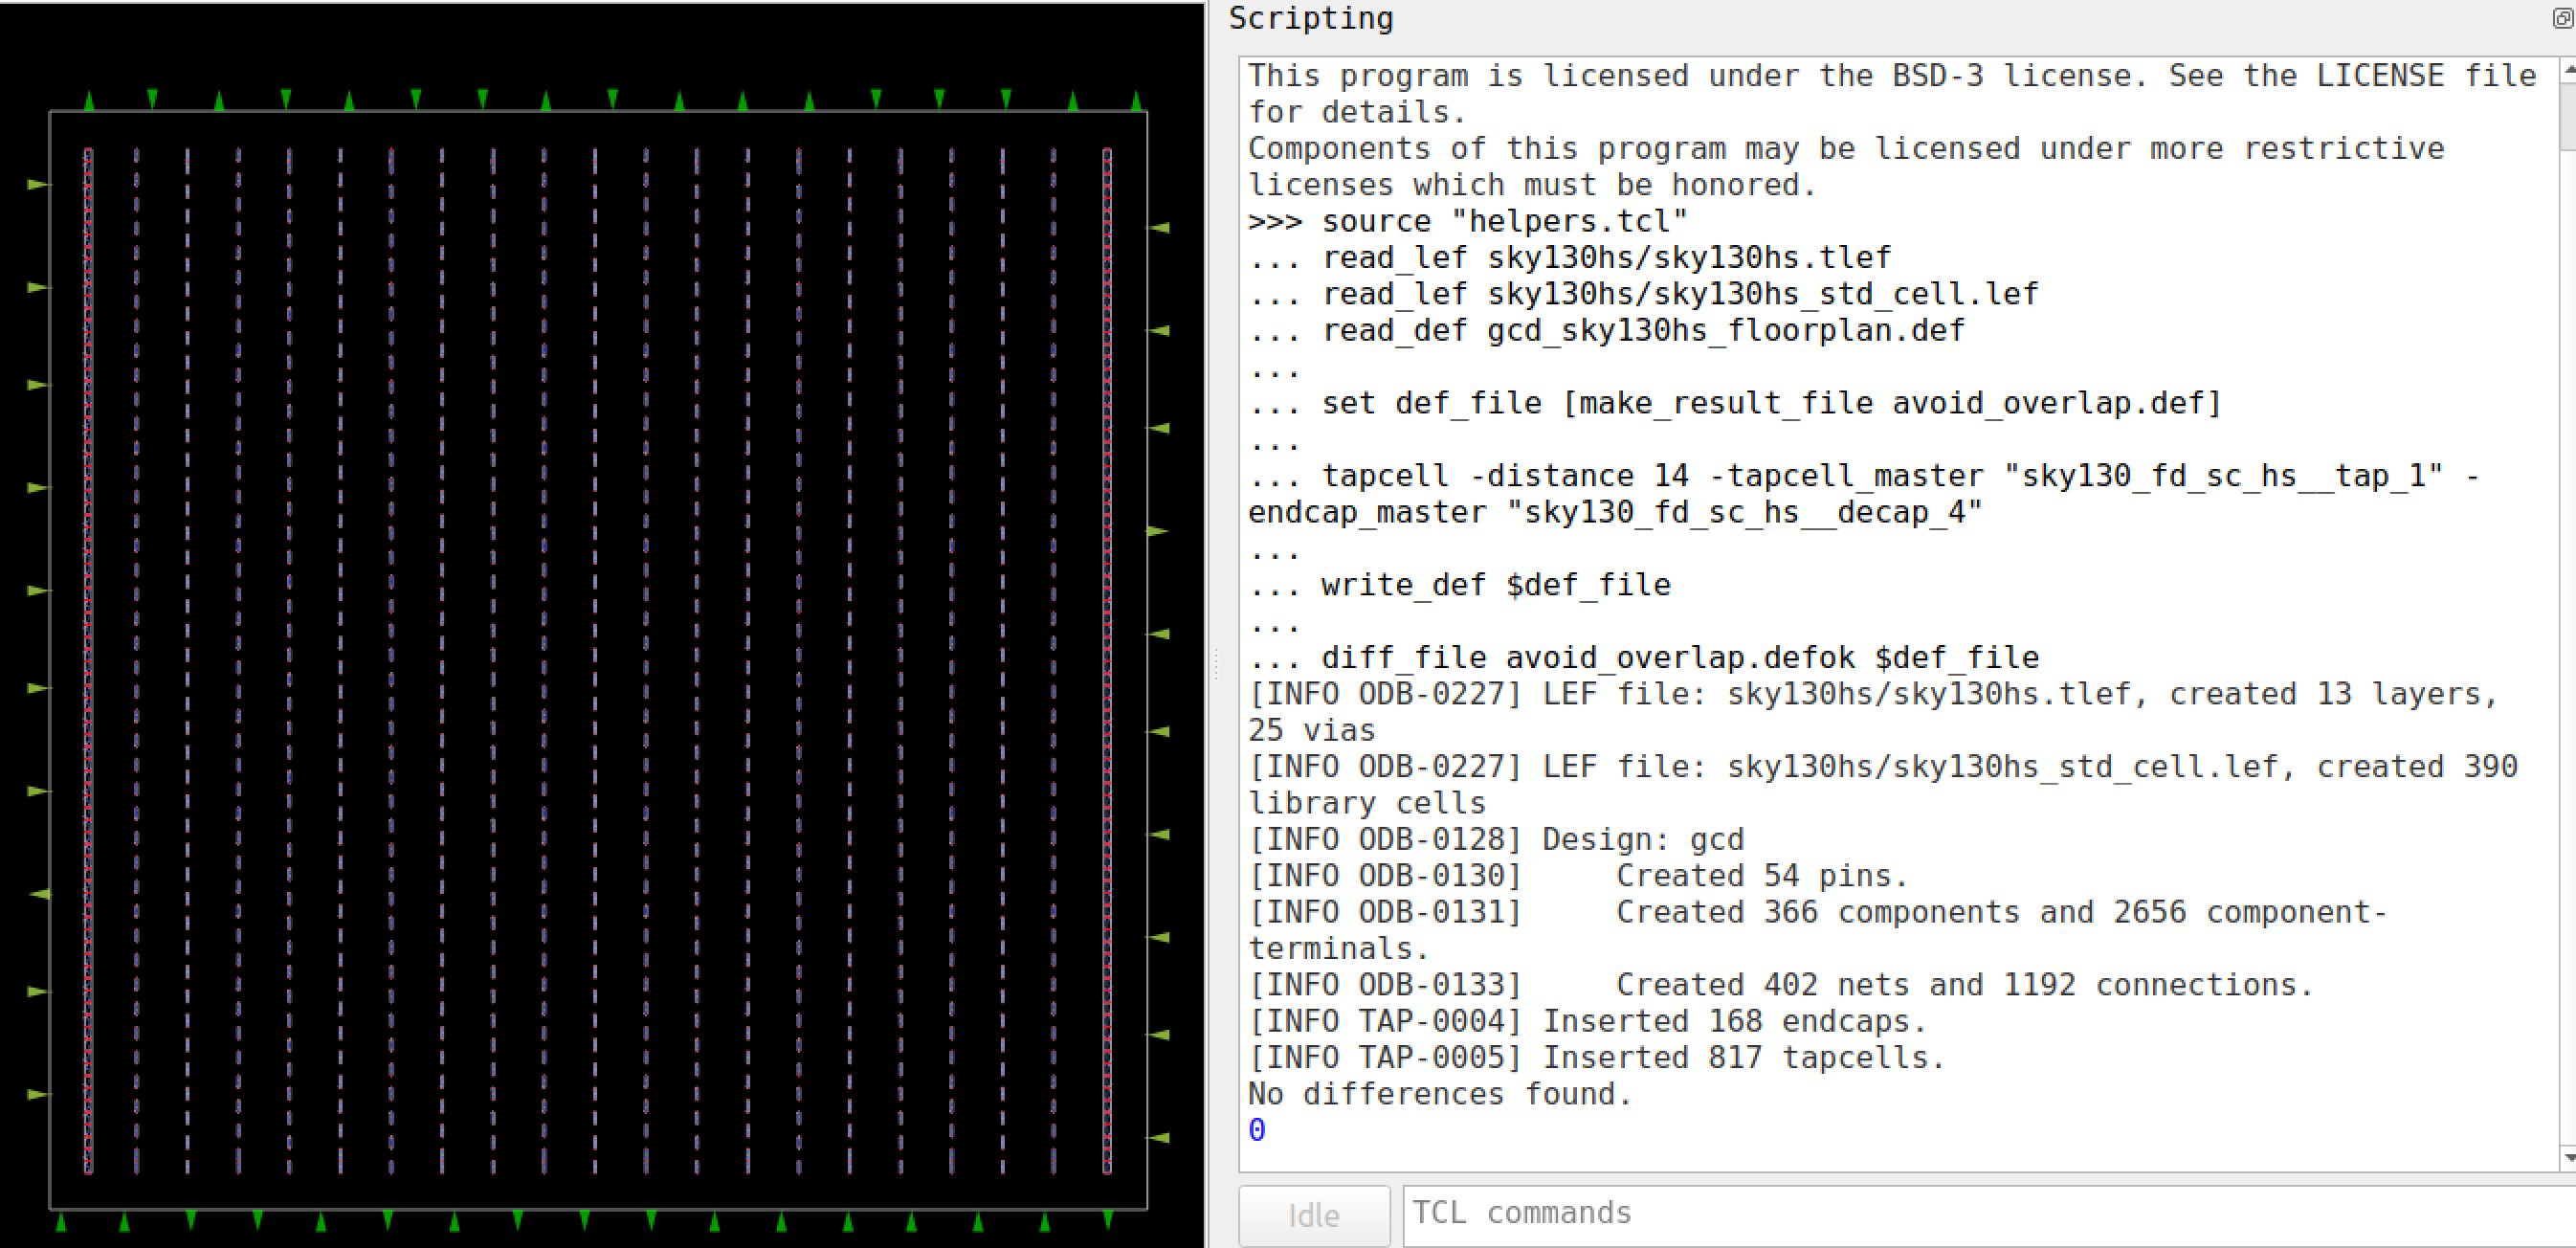 Scripting
This program is licensed under the BSD-3 license. See the LICENSE file
for details.
Components of this program may be licensed under more restrictive
licenses which must be honored.
>>> source "helpers.tcl"
... read_lef sky130hs/sky130hs.tlef
... read_lef sky130hs/sky130hs_std_cell.lef
... read_def gcd_sky130hs_floorplan.def
...
... set def_file [make_result_file avoid_overlap.def]
...
... tapcell -distance 14 -tapcell_master "sky130_fd_sc_hs__tap_1" -
endcap_master "sky130_fd_sc_hs__decap_4"
...
... write_def $def_file
...
... diff_file avoid_overlap.defok $def_file
[INFO ODB-0227] LEF file: sky130hs/sky130hs.tlef, created 13 layers,
25 vias
[INFO ODB-0227] LEF file: sky130hs/sky130hs_std_cell.lef, created 390
library cells
[INFO ODB-0128] Design: gcd
[INFO ODB-0130]     Created 54 pins.
[INFO ODB-0131]     Created 366 components and 2656 component-
terminals.
[INFO ODB-0133]     Created 402 nets and 1192 connections.
[INFO TAP-0004] Inserted 168 endcaps.
[INFO TAP-0005] Inserted 817 tapcells.
No differences found.
0
Idle
TCL commands